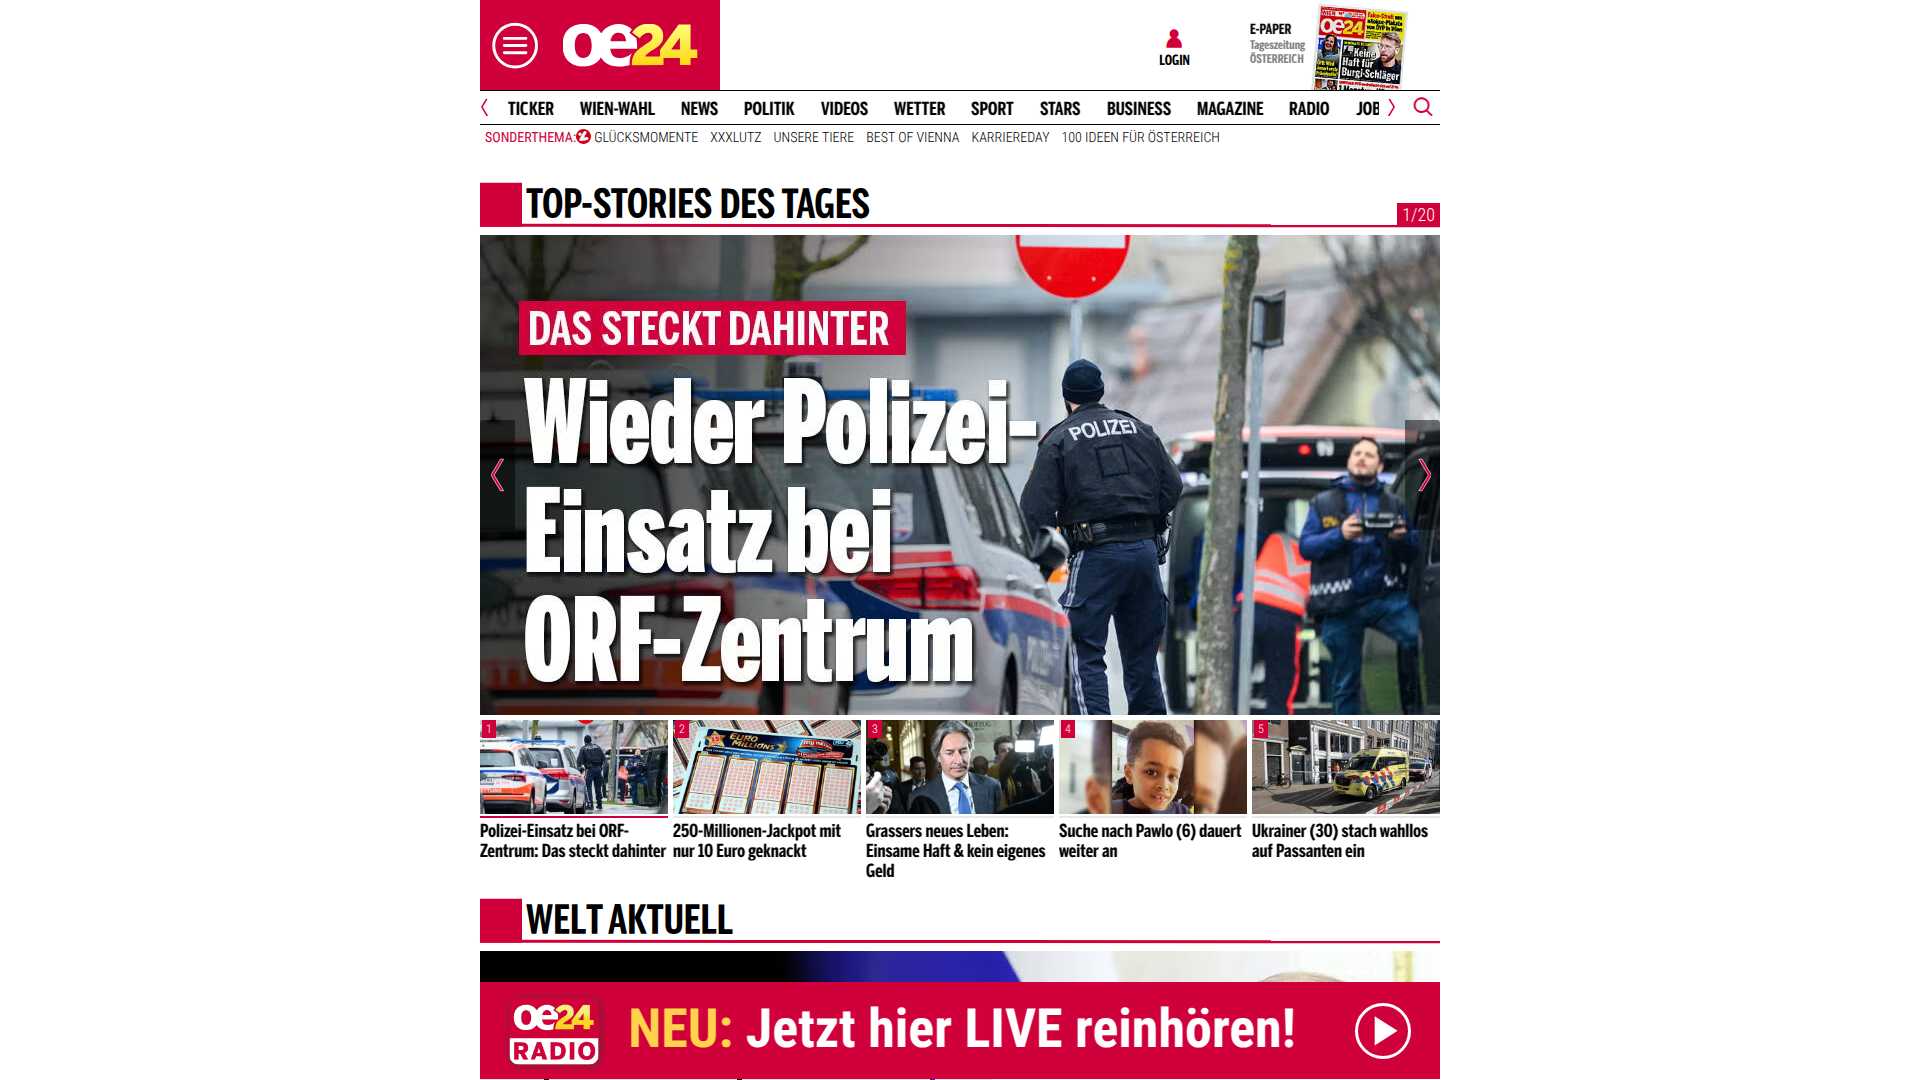 oe24
LOGIN
E-PAPER
Tageszeitung
ÖSTERREICH
oe24
Keine
Haft für
Burgi-Schläger
TICKER WIEN-WAHL NEWS POLITIK VIDEOS WETTER SPORT STARS BUSINESS MAGAZINE RADIO JOB
SONDERTHEMA: GLÜCKSMOMENTE XXXLUTZ UNSERE TIERE BEST OF VIENNA KARRIEREDAY 100 IDEEN FÜR ÖSTERREICH
TOP-STORIES DES TAGES
1/20
DAS STECKT DAHINTER
Wieder Polizei-
Einsatz bei
ORF-Zentrum
POLIZEI
1
2
3
4
5
EURO
MILLIONS
Polizei-Einsatz bei ORF-
Zentrum: Das steckt dahinter
250-Millionen-Jackpot mit
nur 10 Euro geknackt
Grassers neues Leben:
Einsame Haft & kein eigenes
Geld
Suche nach Pawlo (6) dauert
weiter an
Ukrainer (30) stach wahllos
auf Passanten ein
WELT AKTUELL
oe24
RADIO
NEU: Jetzt hier LIVE reinhören!